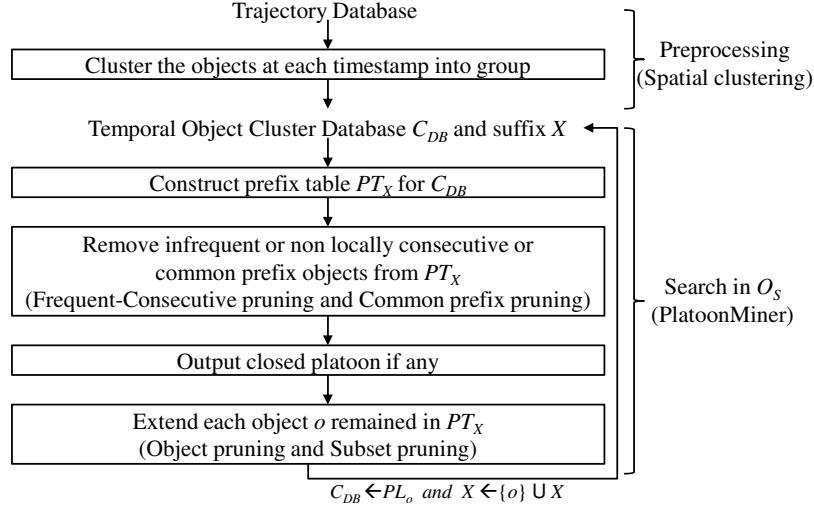 Trajectory Database
Cluster the objects at each timestamp into group
Preprocessing
(Spatial clustering)
Temporal Object Cluster Database C_DB and suffix X
Construct prefix table PT_X for C_DB
Remove infrequent or non locally consecutive or
common prefix objects from PT_X
(Frequent-Consecutive pruning and Common prefix pruning)
Search in O_S
(PlatoonMiner)
Output closed platoon if any
Extend each object o remained in PT_X
(Object pruning and Subset pruning)
C_DB ← PL_o and X ← {o} ∪ X